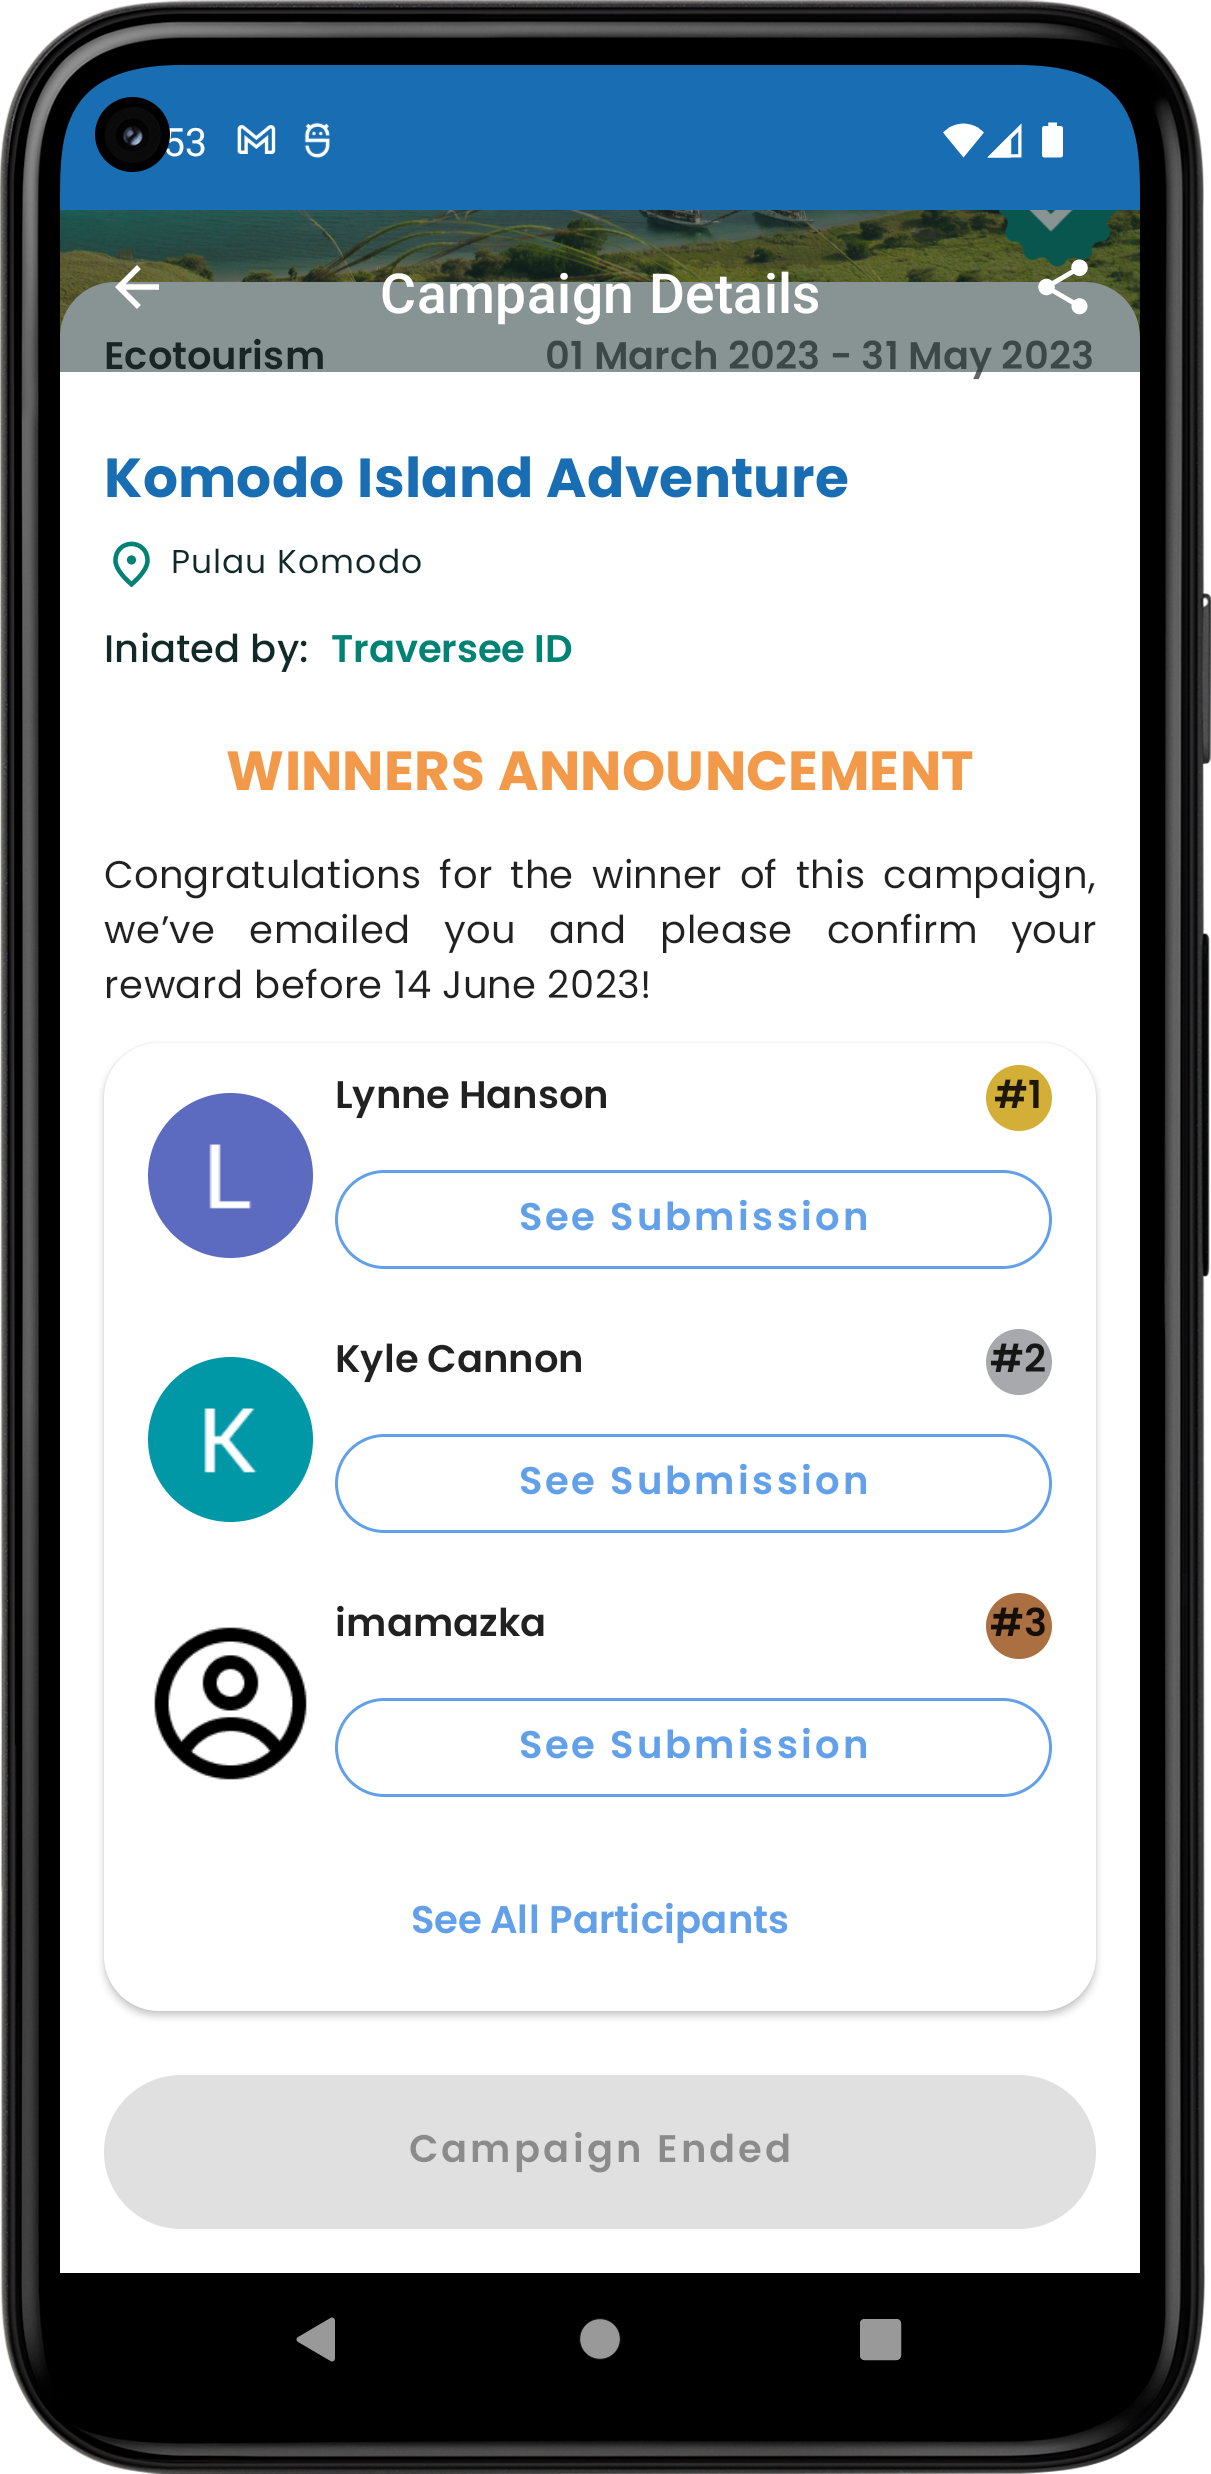 53
Campaign Details
Ecotourism 01 March 2023 - 31 May 2023
Komodo Island Adventure
Pulau Komodo
Iniated by: Traversee ID
WINNERS ANNOUNCEMENT
Congratulations for the winner of this campaign,
we've emailed you and please confirm your
reward before 14 June 2023!
Lynne Hanson #1
L
See Submission
Kyle Cannon #2
K
See Submission
imamazka #3
See Submission
See All Participants
Campaign Ended